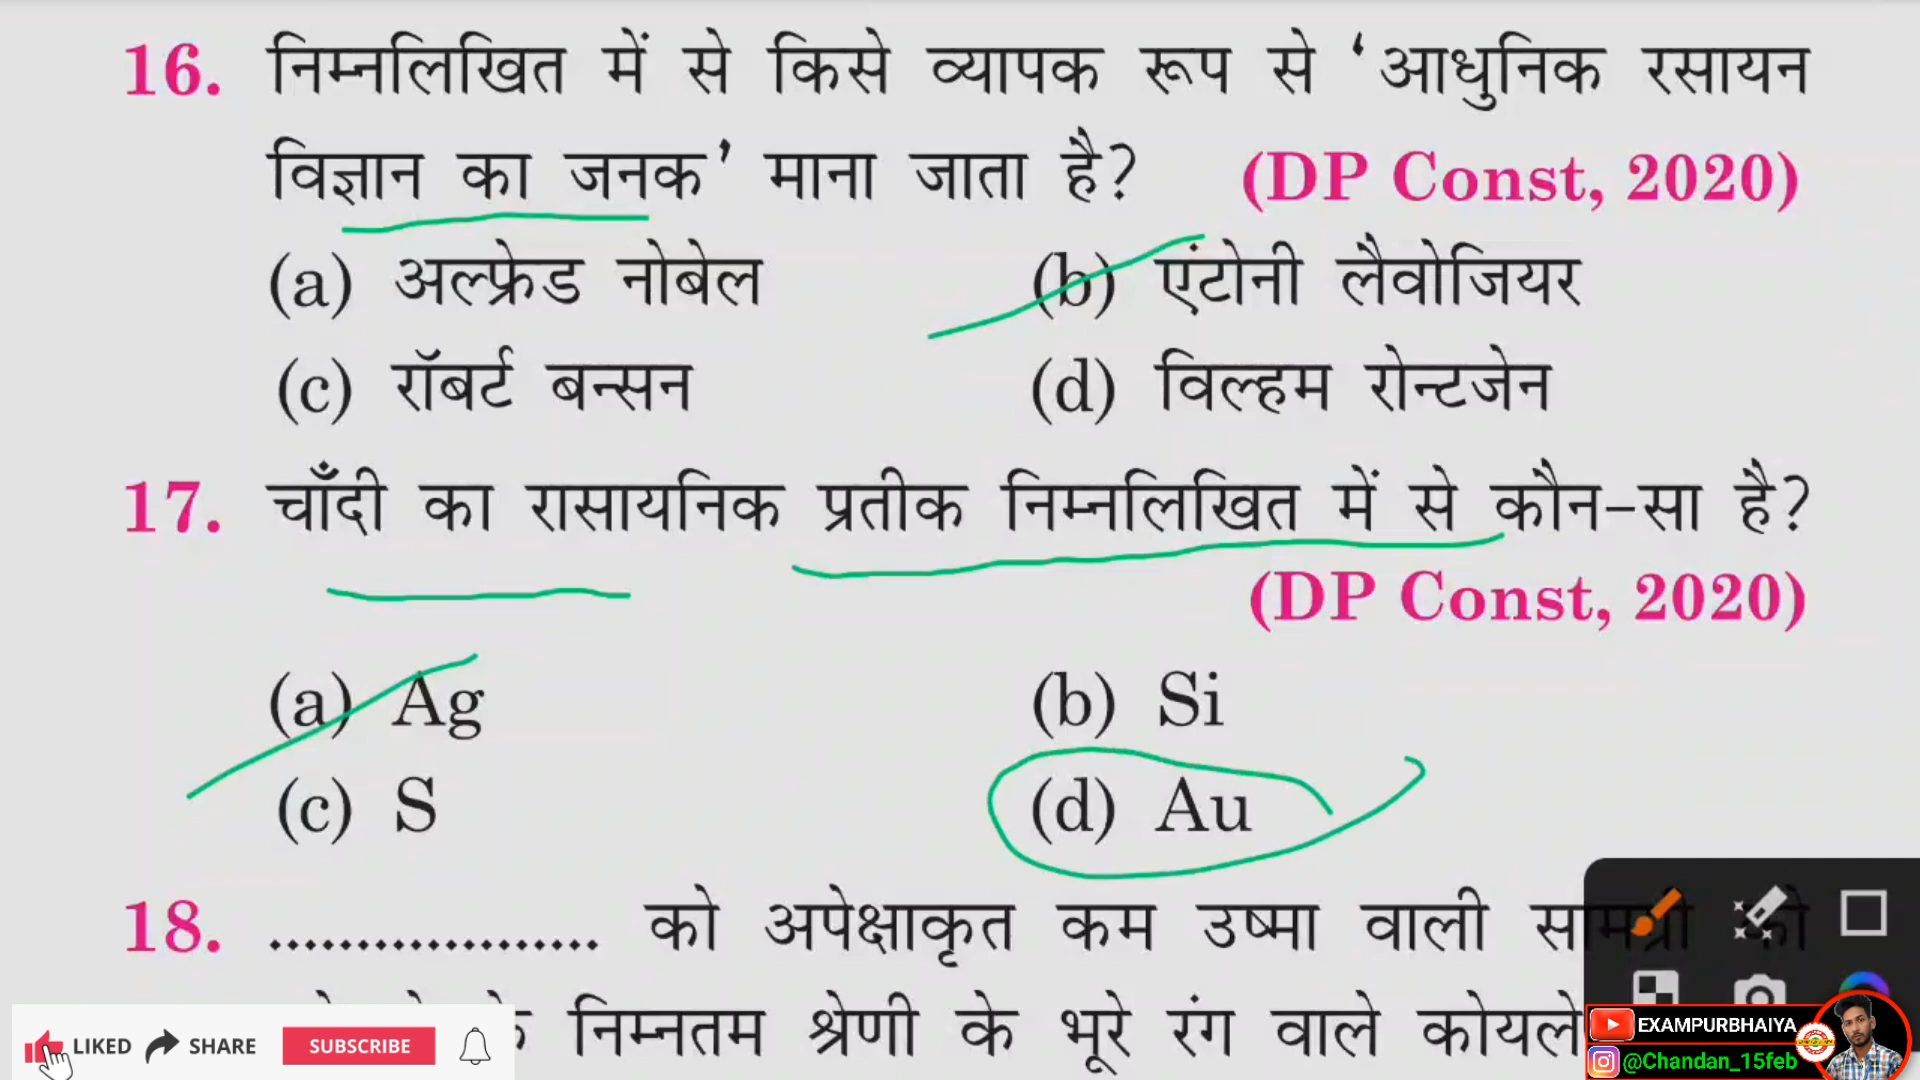 16. निम्नलिखित में से किसे व्यापक रूप से ‘आधुनिक रसायन
विज्ञान का जनक’ माना जाता है? (DP Const, 2020)
(a) अल्फ्रेड नोबेल (b) एंटोनी लैवोजियर
(c) रॉबर्ट बन्सन (d) विल्हम रोन्टजेन
17. चाँदी का रासायनिक प्रतीक निम्नलिखित में से कौन-सा है?
(DP Const, 2020)
(a) Ag (b) Si
(c) S (d) Au
18. ................... को अपेक्षाकृत कम उष्मा वाली सामग्री
निम्नतम श्रेणी के भूरे रंग वाले कोयले
LIKED SHARE SUBSCRIBE
EXAMPURBHAIYA
@Chandan_15feb